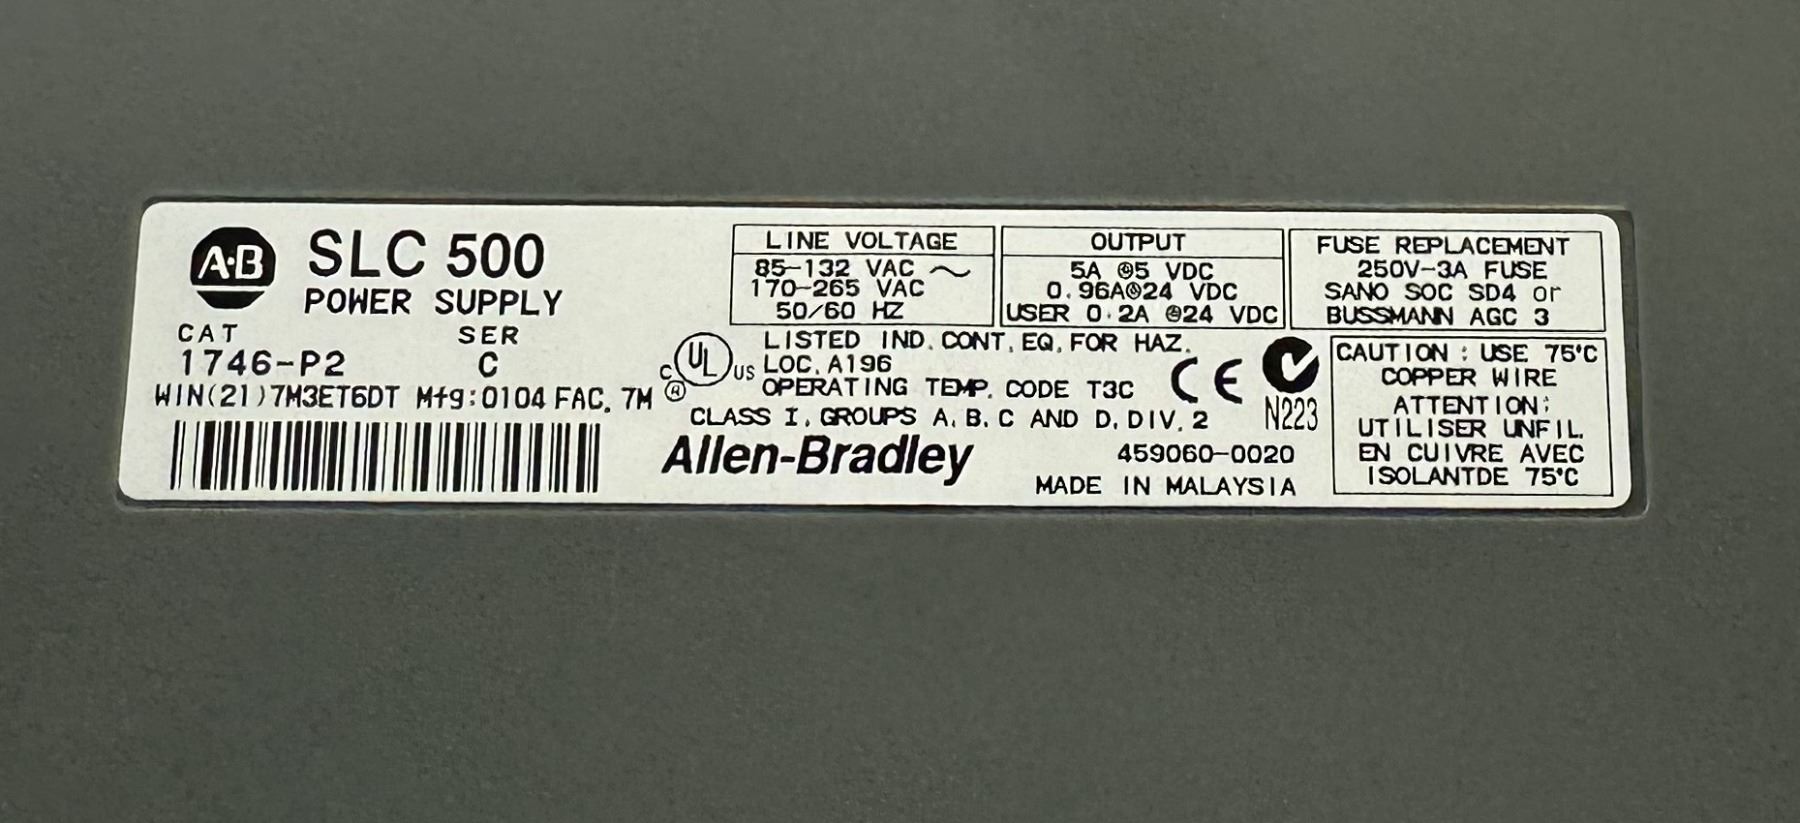 A·B SLC 500
POWER SUPPLY
CAT SER
1746-P2 C
WIN(21)7M3ET6DT Mfg:0104 FAC. 7M
LINE VOLTAGE
85-132 VAC ~
170-265 VAC
50/60 HZ
OUTPUT
5A @5 VDC
0.96A@24 VDC
USER 0.2A @24 VDC
FUSE REPLACEMENT
250V-3A FUSE
SANO SOC SD4 or
BUSSMANN AGC 3
C UL US ®
LISTED IND. CONT. EQ. FOR HAZ.
LOC. A196
OPERATING TEMP. CODE T3C
CLASS I, GROUPS A, B, C AND D, DIV. 2
CE
N223
Allen-Bradley
459060-0020
MADE IN MALAYSIA
CAUTION : USE 75°C
COPPER WIRE
ATTENTION:
UTILISER UNFIL
EN CUIVRE AVEC
ISOLANTDE 75°C